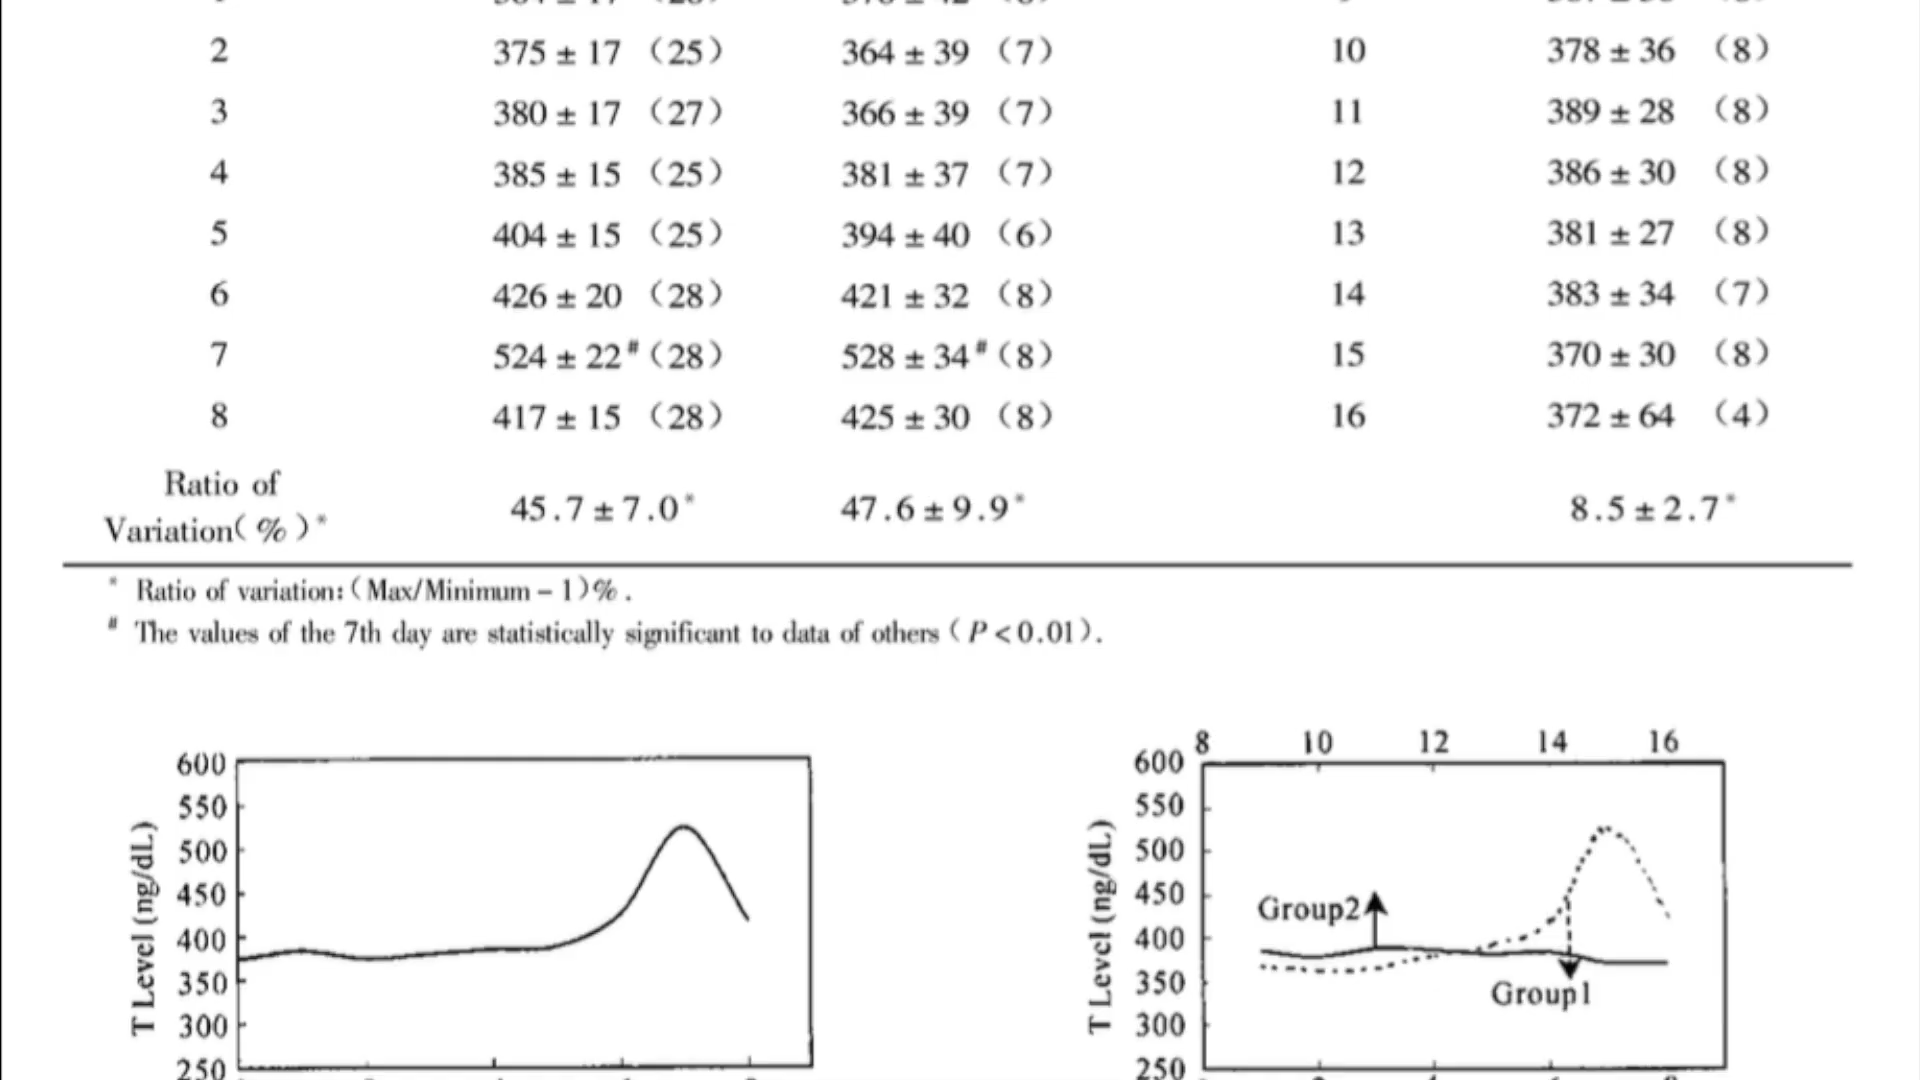 2 375 ± 17 (25) 364 ± 39 (7) 10 378 ± 36 (8)
3 380 ± 17 (27) 366 ± 39 (7) 11 389 ± 28 (8)
4 385 ± 15 (25) 381 ± 37 (7) 12 386 ± 30 (8)
5 404 ± 15 (25) 394 ± 40 (6) 13 381 ± 27 (8)
6 426 ± 20 (28) 421 ± 32 (8) 14 383 ± 34 (7)
7 524 ± 22# (28) 528 ± 34# (8) 15 370 ± 30 (8)
8 417 ± 15 (28) 425 ± 30 (8) 16 372 ± 64 (4)
Ratio of
Variation(%)* 45.7 ± 7.0* 47.6 ± 9.9* 8.5 ± 2.7*
* Ratio of variation: (Max/Minimum - 1)%.
# The values of the 7th day are statistically significant to data of others (P < 0.01).
T Level (ng/dL)
600
550
500
450
400
350
300
250
8 10 12 14 16
T Level (ng/dL)
600
550
500
450
400
350
300
250
Group2
Group1